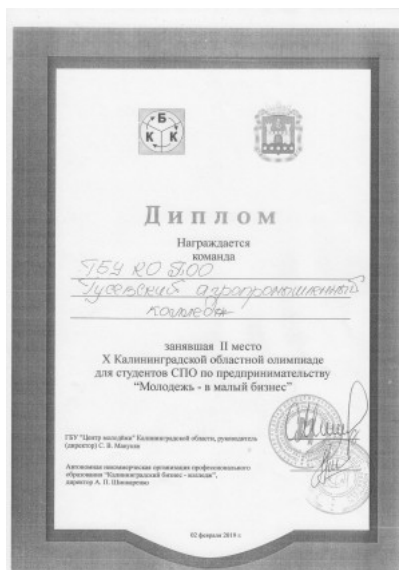 Б
К К
Диплом
Награждается
команда
ГБУ КО ПОО
Гусевский агропромышленный
колледж
занявшая II место
X Калининградской областной олимпиаде
для студентов СПО по предпринимательству
“Молодежь - в малый бизнес”
ГБУ "Центр молодёжи" Калининградской области, руководитель
(директор) С. В.
Автономная некоммерческая организация профессионального
образования "Калининградский бизнес - колледж",
директор А. П.
02 февраля 2018 г.